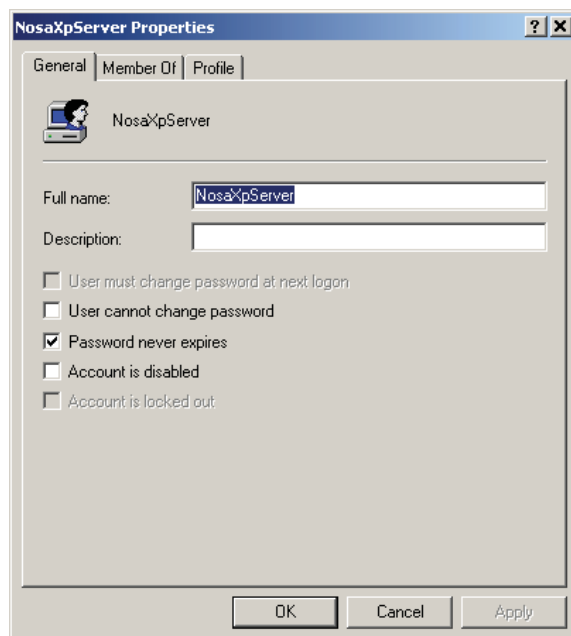 NosaXpServer Properties
General Member Of Profile
NosaXpServer
Full name: NosaXpServer
Description:
User must change password at next logon
User cannot change password
Password never expires
Account is disabled
Account is locked out
OK Cancel Apply